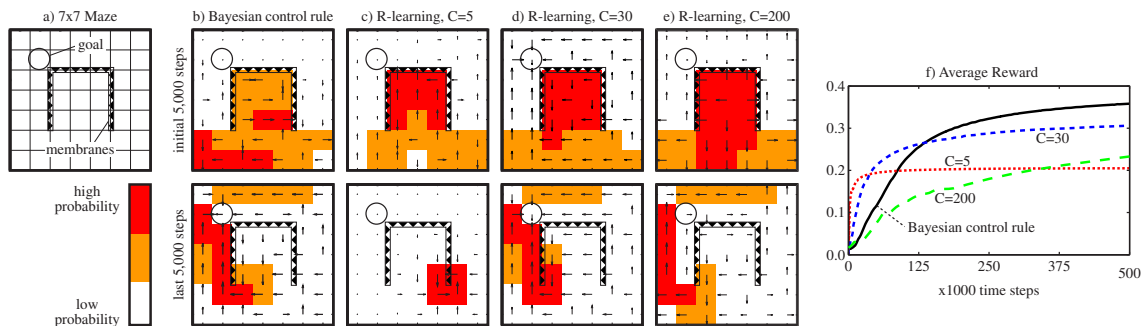 a) 7x7 Maze
b) Bayesian control rule
c) R-learning, C=5
d) R-learning, C=30
e) R-learning, C=200
goal
membranes
initial 5,000 steps
f) Average Reward
0.4
0.3
0.2
0.1
0.0
C=30
C=5
C=200
Bayesian control rule
0
125
250
375
500
x1000 time steps
high
probability
low
probability
last 5,000 steps